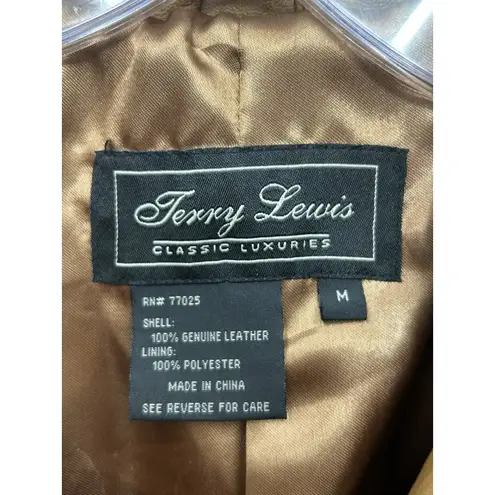 Terry Lewis
CLASSIC LUXURIES
M
RN# 77025
SHELL:
100% GENUINE LEATHER
LINING:
100% POLYESTER
MADE IN CHINA
SEE REVERSE FOR CARE